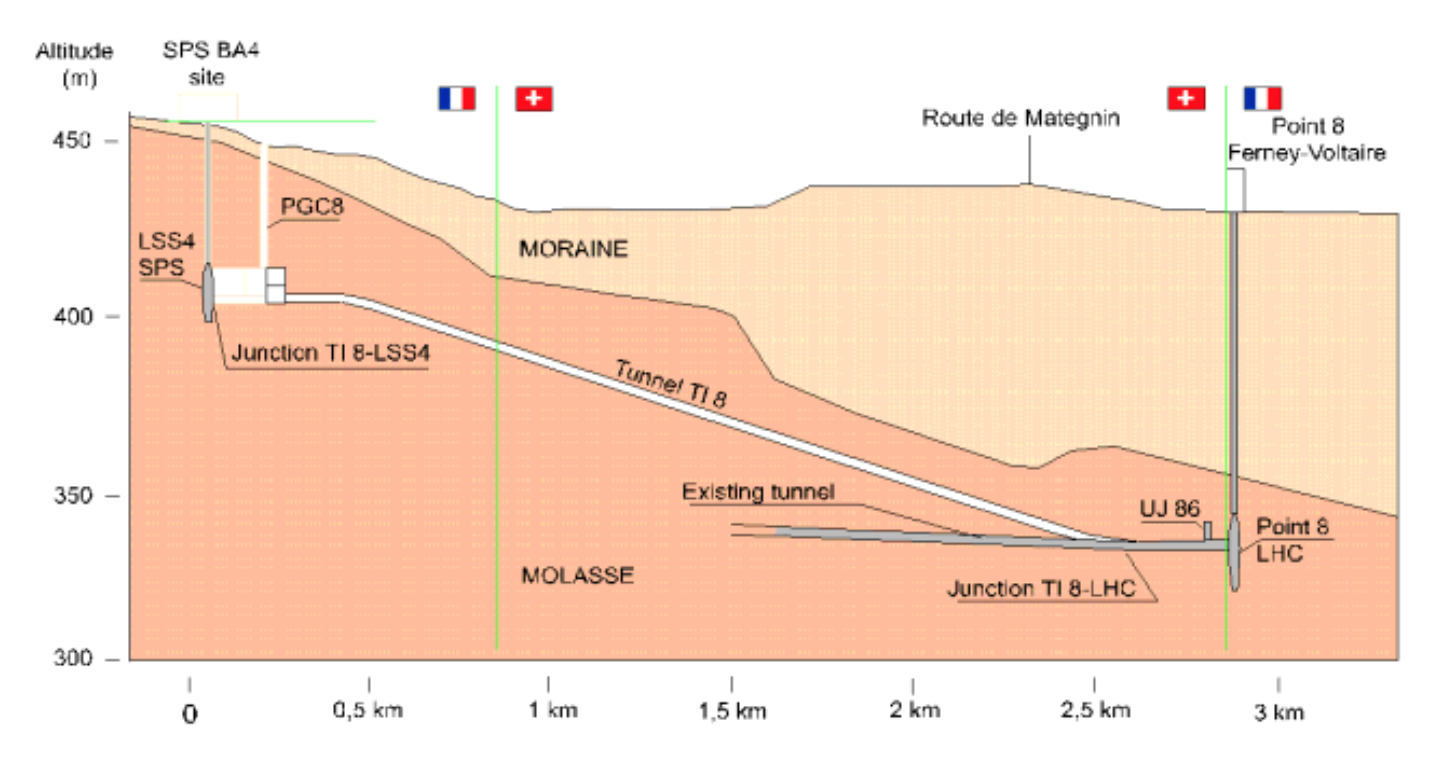 Altitude
(m)
SPS BA4
site
Route de Mategnin
Point 8
Ferney-Voltaire
450
PGC8
LSS4
SPS
MORAINE
400
Junction TI 8-LSS4
Tunnel TI 8
350
Existing tunnel
UJ 86
Point 8
LHC
MOLASSE
Junction TI 8-LHC
300
0
0,5 km
1 km
1,5 km
2 km
2,5 km
3 km